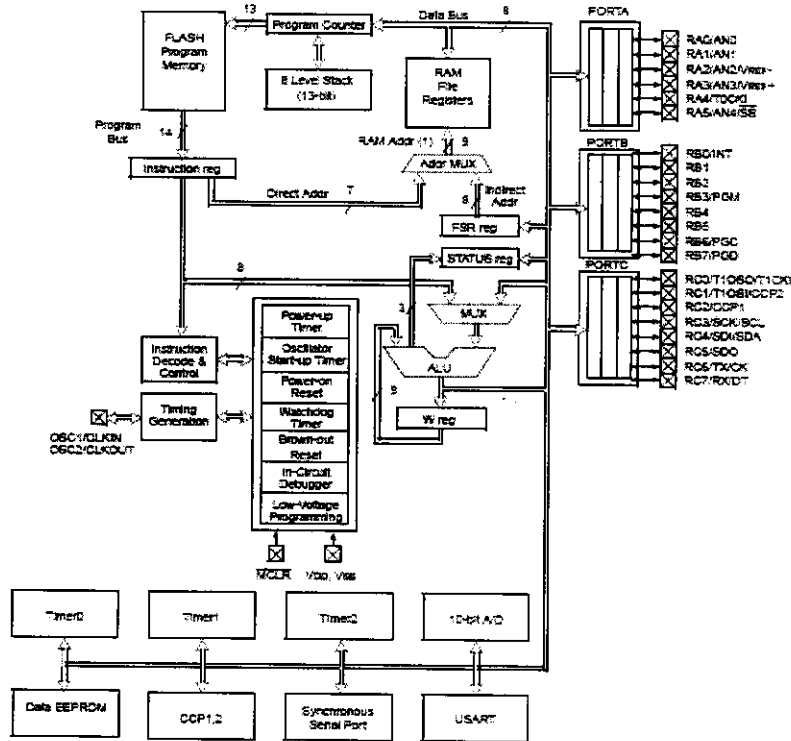 FLASH
Program
Memory
13
Program Counter
Data Bus
8
8 Level Stack
(13-bit)
RAM
File
Registers
Program
Bus
14
RAM Addr (1)
9
Addr MUX
Instruction reg
Direct Addr
7
Indirect
Addr
8
FSR reg
STATUS reg
8
3
MUX
ALU
8
W reg
Power-up
Timer
Oscillator
Start-up Timer
Power-on
Reset
Watchdog
Timer
Brown-out
Reset
In-Circuit
Debugger
Low-Voltage
Programming
Instruction
Decode &
Control
Timing
Generation
OSC1/CLKIN
OSC2/CLKOUT
MCLR
VDD, VSS
PORTA
RA0/AN0
RA1/AN1
RA2/AN2/VREF-
RA3/AN3/VREF+
RA4/T0CKI
RA5/AN4/SS
PORTB
RB0/INT
RB1
RB2
RB3/PGM
RB4
RB5
RB6/PGC
RB7/PGD
PORTC
RC0/T1OSO/T1CKI
RC1/T1OSI/CCP2
RC2/CCP1
RC3/SCK/SCL
RC4/SDI/SDA
RC5/SDO
RC6/TX/CK
RC7/RX/DT
Timer0
Timer1
Timer2
10-bit A/D
Data EEPROM
CCP1,2
Synchronous
Serial Port
USART